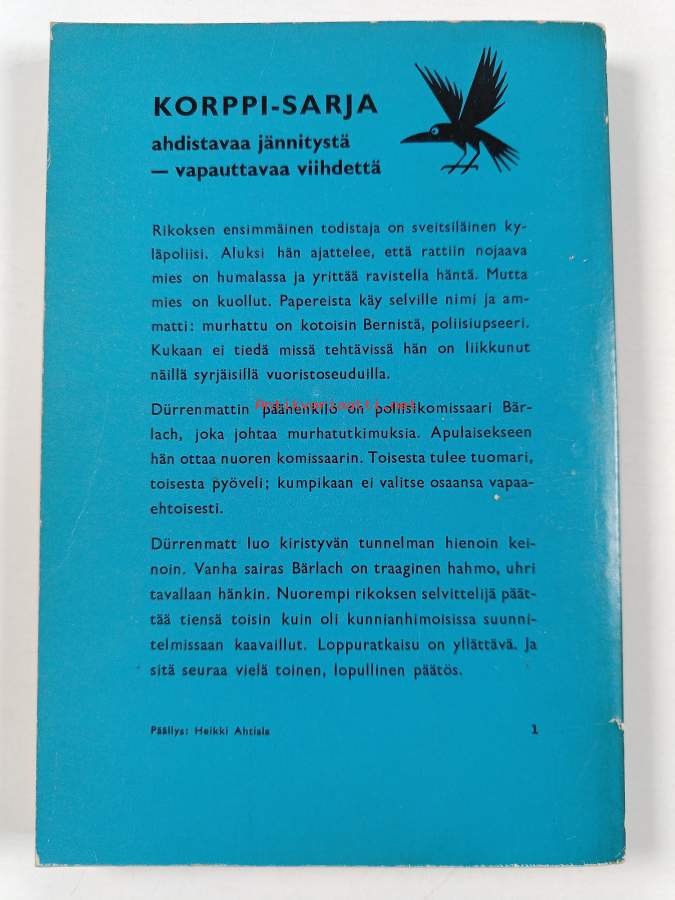 KORPPI-SARJA
ahdistavaa jännitystä
— vapauttavaa viihdettä
Rikoksen ensimmäinen todistaja on sveitsiläinen ky-
läpoliisi. Aluksi hän ajattelee, että rattiin nojaava
mies on humalassa ja yrittää ravistella häntä. Mutta
mies on kuollut. Papereista käy selville nimi ja am-
matti: murhattu on kotoisin Bernistä, poliisiupseeri.
Kukaan ei tiedä missä tehtävissä hän on liikkunut
näillä syrjäisillä vuoristoseuduilla.
Antikvariaatti.net
Dürrenmattin päähenkilö on poliisikomissaari Bär-
lach, joka johtaa murhatutkimuksia. Apulaisekseen
hän ottaa nuoren komissaarin. Toisesta tulee tuomari,
toisesta pyöveli; kumpikaan ei valitse osaansa vapaa-
ehtoisesti.
Dürrenmatt luo kiristyvän tunnelman hienoin kei-
noin. Vanha sairas Bärlach on traaginen hahmo, uhri
tavallaan hänkin. Nuorempi rikoksen selvittelijä päät-
tää tiensä toisin kuin oli kunnianhimoisissa suunni-
telmissaan kaavaillut. Loppuratkaisu on yllättävä. Ja
sitä seuraa vielä toinen, lopullinen päätös.
Päällys: Heikki Ahtiala
1